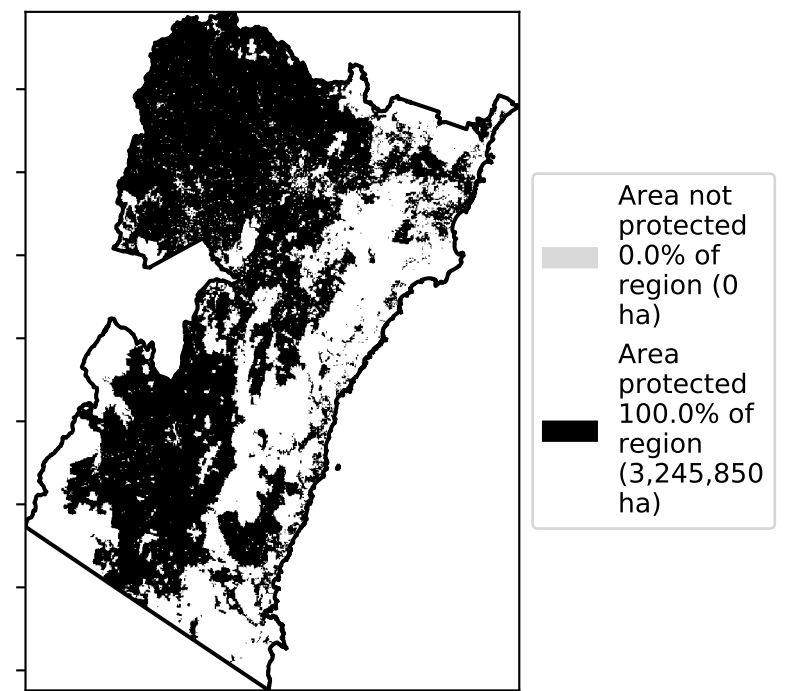 Area not
protected
0.0% of
region (0
ha)
Area
protected
100.0% of
region
(3,245,850
ha)